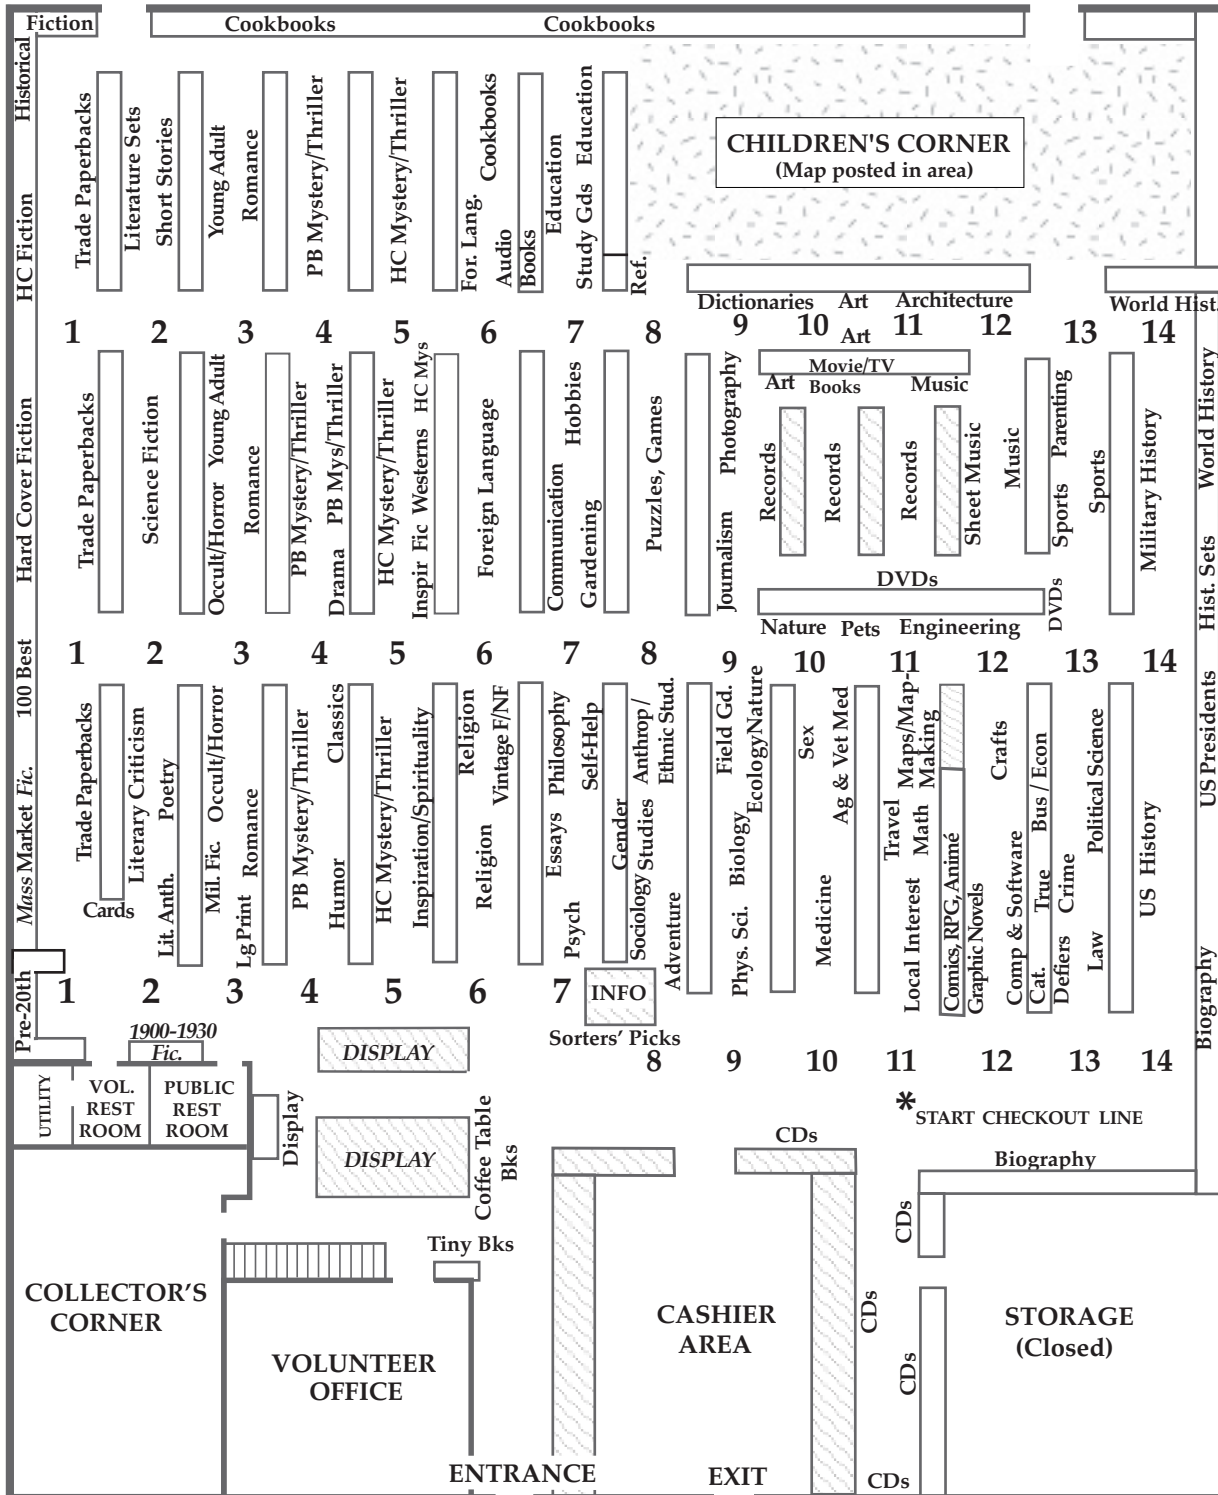 Fiction
Cookbooks
Cookbooks
Historical
HC Fiction
Hard Cover Fiction
100 Best
Mass Market Fic.
Pre-20th
Trade Paperbacks
Literature Sets
Short Stories
Young Adult
Romance
PB Mystery/Thriller
HC Mystery/Thriller
For. Lang.
Cookbooks
Audio
Books
Education
Study Gds
Education
Ref.
CHILDREN'S CORNER
(Map posted in area)
Dictionaries
Art
Architecture
World Hist.
1
2
3
4
5
6
7
8
9
10
11
12
13
14
Art
Movie/TV
Art
Books
Music
Trade Paperbacks
Science Fiction
Occult/Horror
Young Adult
Romance
PB Mystery/Thriller
Drama
PB Mys/Thriller
HC Mystery/Thriller
Inspir Fic
Westerns
HC Mys
Foreign Language
Communication
Hobbies
Gardening
Puzzles, Games
Journalism
Photography
Records
Records
Records
Sheet Music
Music
Sports
Parenting
Sports
Military History
World History
Hist. Sets
US Presidents
Biography
DVDs
DVDs
Nature
Pets
Engineering
1
2
3
4
5
6
7
8
9
10
11
12
13
14
Trade Paperbacks
Cards
Literary Criticism
Lit. Anth.
Poetry
Mil. Fic.
Occult/Horror
Lg Print
Romance
PB Mystery/Thriller
Humor
Classics
HC Mystery/Thriller
Inspiration/Spirituality
Religion
Religion
Vintage F/NF
Essays
Philosophy
Psych
Self-Help
Gender
Studies
Sociology
Anthrop /
Ethnic Stud.
Adventure
Field Gd.
Phys. Sci.
Biology
Ecology
Nature
Sex
Medicine
Ag & Vet Med
Travel
Local Interest
Maps/Map-
Making
Math
Comics, RPG, Animé
Graphic Novels
Crafts
Comp & Software
Bus / Econ
True
Crime
Cat.
Defiers
Law
Political Science
US History
1
2
3
4
5
6
7
INFO
Sorters' Picks
8
9
10
11
12
13
14
1900-1930
Fic.
DISPLAY
UTILITY
VOL.
REST
ROOM
PUBLIC
REST
ROOM
Display
DISPLAY
Coffee Table
Bks
Tiny Bks
* START CHECKOUT LINE
CDs
Biography
CDs
CDs
CDs
CDs
COLLECTOR'S
CORNER
VOLUNTEER
OFFICE
CASHIER
AREA
STORAGE
(Closed)
ENTRANCE
EXIT